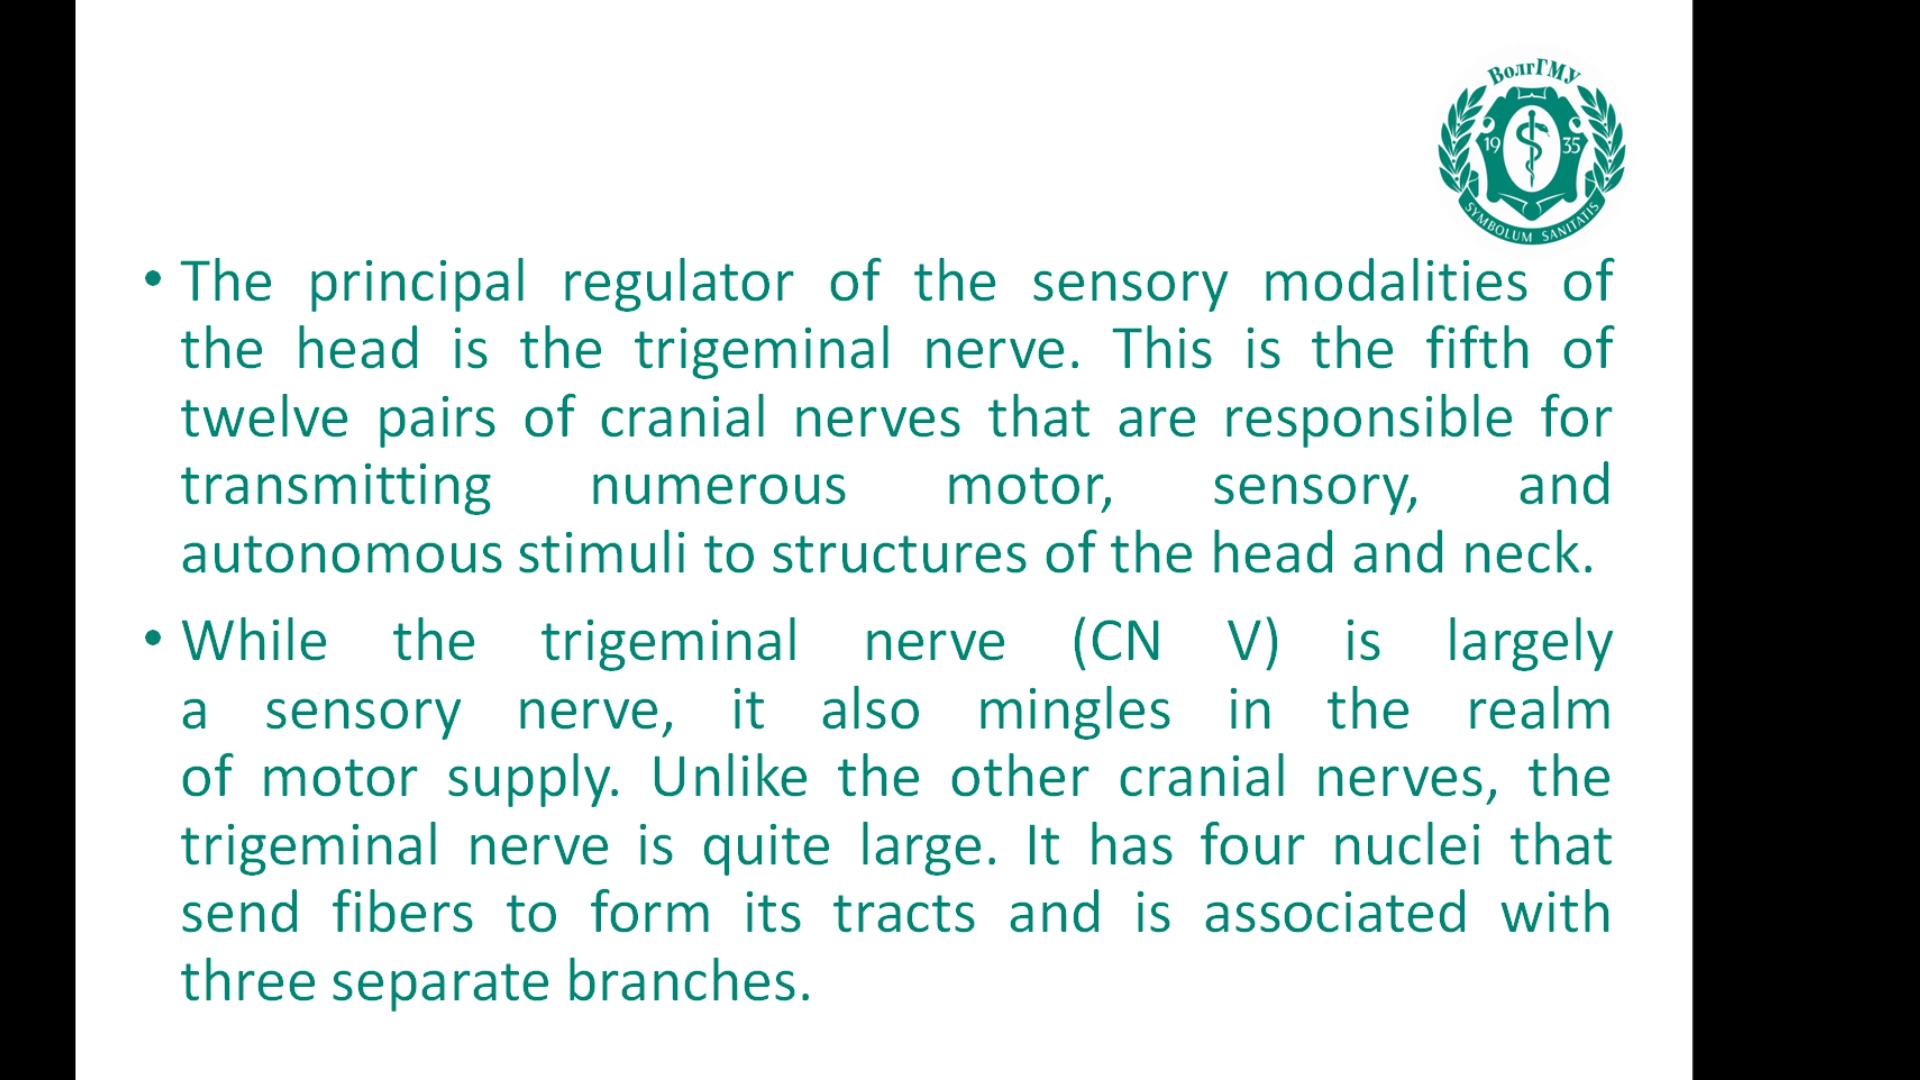 ВолгГМУ
19 35
SYMBOLUM SANITATIS
• The principal regulator of the sensory modalities of
the head is the trigeminal nerve. This is the fifth of
twelve pairs of cranial nerves that are responsible for
transmitting numerous motor, sensory, and
autonomous stimuli to structures of the head and neck.
• While the trigeminal nerve (CN V) is largely
a sensory nerve, it also mingles in the realm
of motor supply. Unlike the other cranial nerves, the
trigeminal nerve is quite large. It has four nuclei that
send fibers to form its tracts and is associated with
three separate branches.